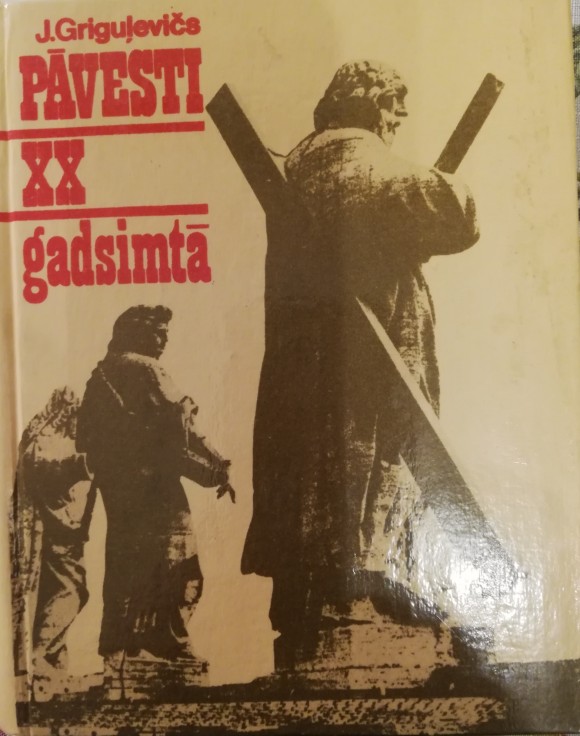 J.Griguļevičs
PĀVESTI
XX
gadsimtā